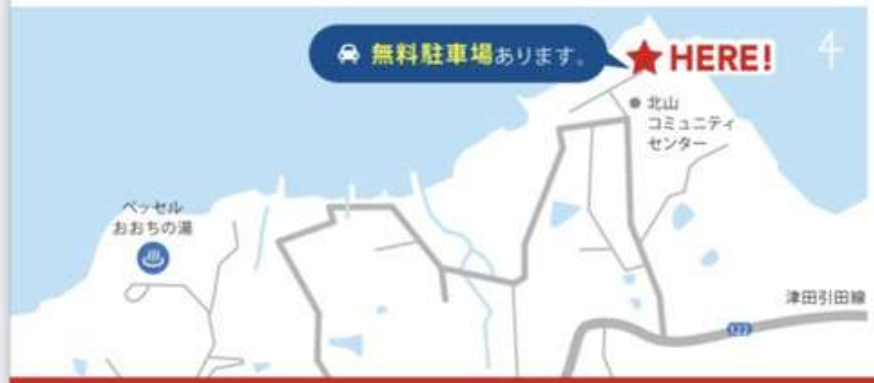 無料駐車場あります。
HERE!
4
北山
コミュニティ
センター
ベッセル
おおちの湯
津田引田線
122